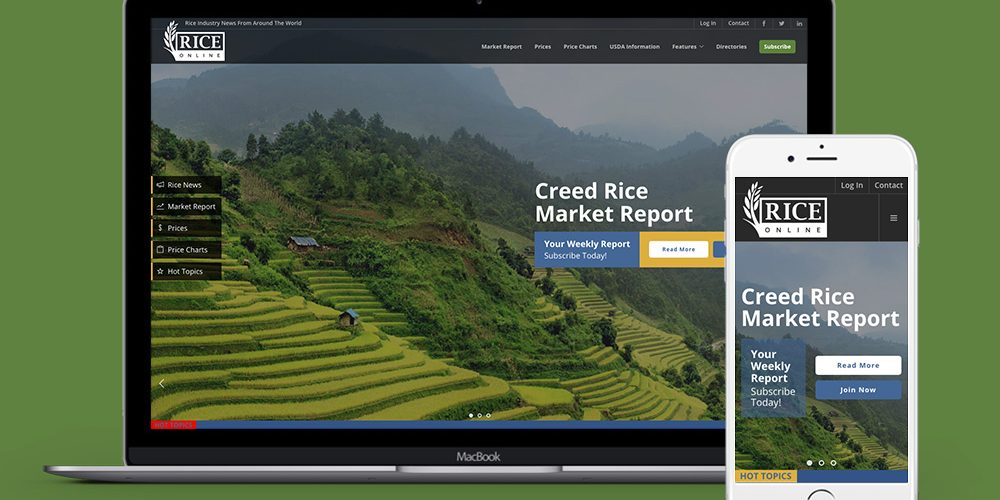 Rice Industry News From Around The World
Log In
Contact
RICE
ONLINE
Market Report
Prices
Price Charts
USDA Information
Features
Directories
Subscribe
Rice News
Market Report
$ Prices
Price Charts
Hot Topics
Creed Rice
Market Report
Your Weekly Report
Subscribe Today!
Read More
HOT TOPICS
MacBook
Log In
Contact
RICE
ONLINE
Creed Rice
Market Report
Your
Weekly
Report
Subscribe
Today!
Read More
Join Now
HOT TOPICS